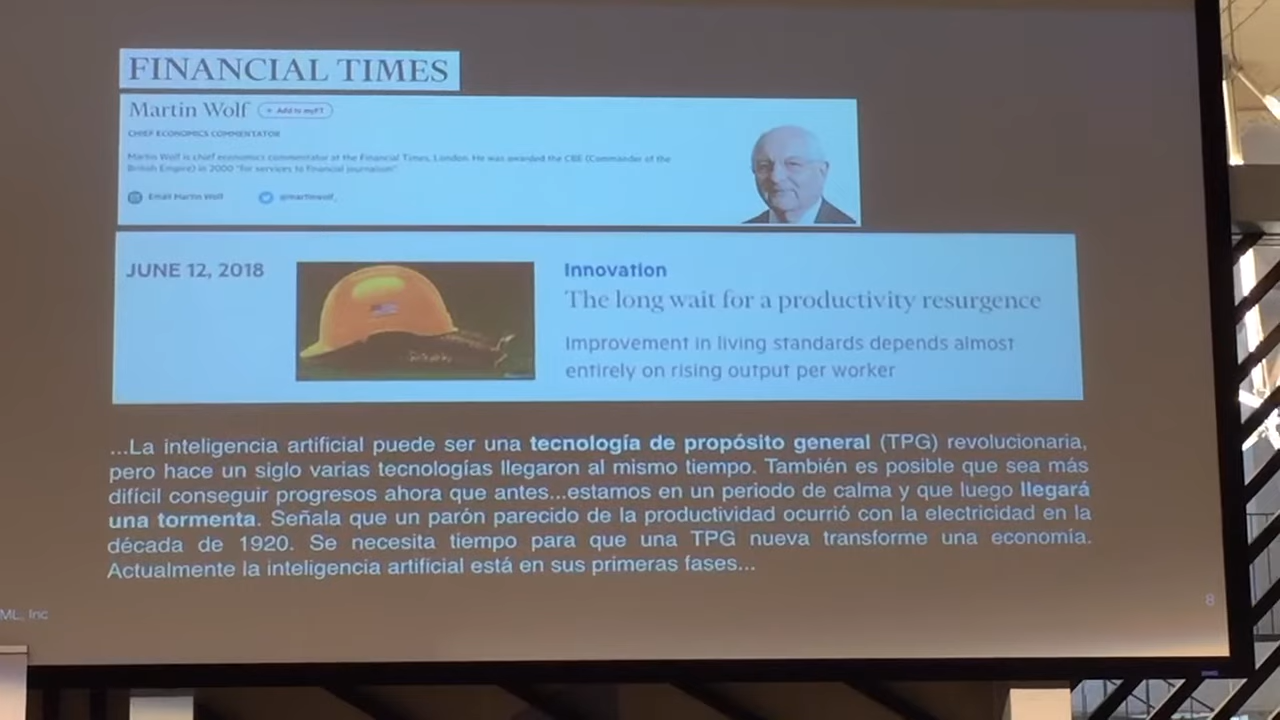 FINANCIAL TIMES
Martin Wolf + Add to myFT
CHIEF ECONOMICS COMMENTATOR
Martin Wolf is chief economics commentator at the Financial Times, London. He was awarded the CBE (Commander of the
British Empire) in 2000 "for services to financial journalism".
Email Martin Wolf @martinwolf_
JUNE 12, 2018
Innovation
The long wait for a productivity resurgence
Improvement in living standards depends almost
entirely on rising output per worker
...La inteligencia artificial puede ser una tecnología de propósito general (TPG) revolucionaria,
pero hace un siglo varias tecnologías llegaron al mismo tiempo. También es posible que sea más
difícil conseguir progresos ahora que antes...estamos en un periodo de calma y que luego llegará
una tormenta. Señala que un parón parecido de la productividad ocurrió con la electricidad en la
década de 1920. Se necesita tiempo para que una TPG nueva transforme una economía.
Actualmente la inteligencia artificial está en sus primeras fases...
ML, Inc
8